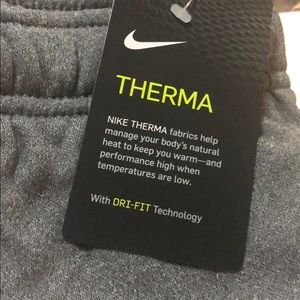 THERMA
NIKE THERMA fabrics help
manage your body's natural
heat to keep you warm—and
performance high when
temperatures are low.
With DRI-FIT Technology